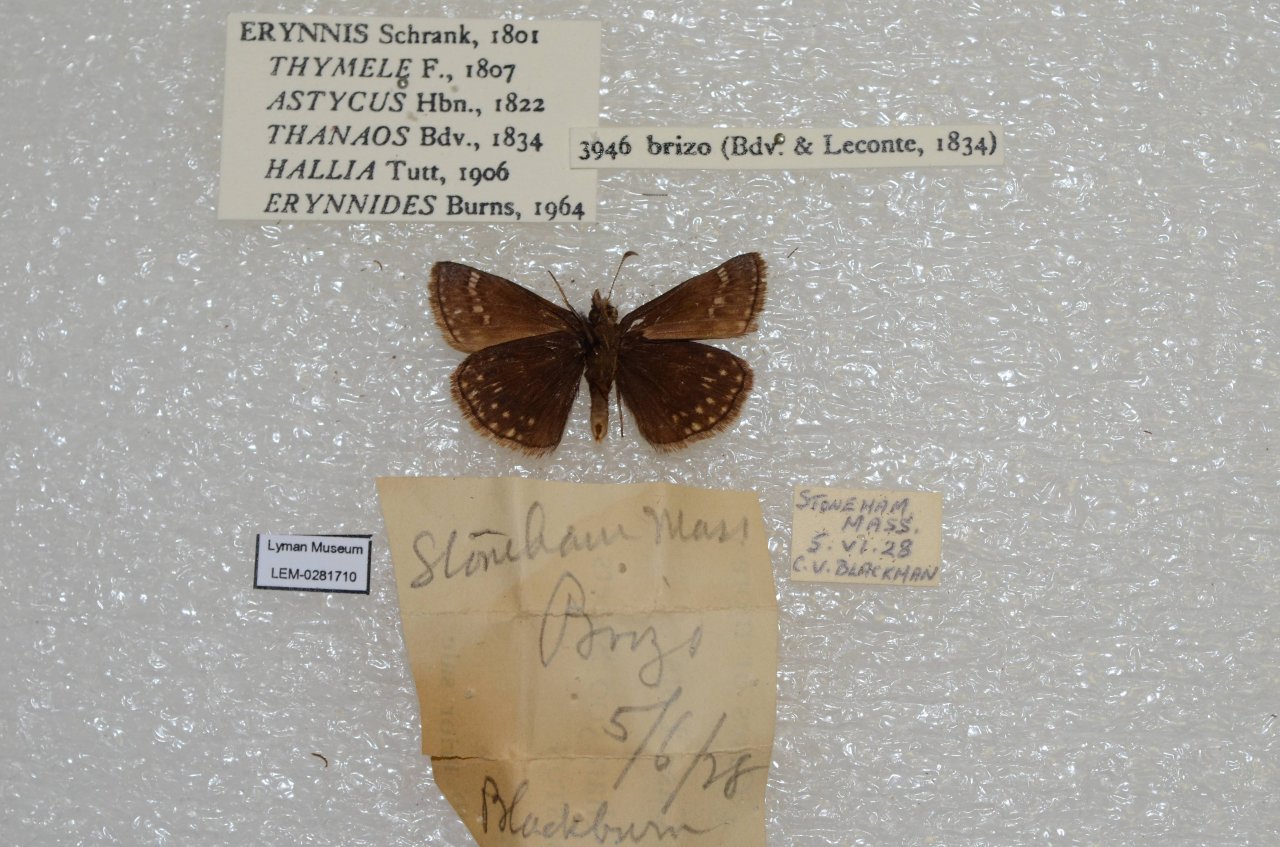 ERYNNIS Schrank, 1801
THYMELE F., 1807
ASTYCUS Hbn., 1822
THANAOS Bdv., 1834
HALLIA Tutt, 1906
ERYNNIDES Burns, 1964
3946 brizo (Bdv. & Leconte, 1834)
Lyman Museum
LEM-0281710
Stoneham Mass
Brizo
5/6/28
Blackburn
STONEHAM,
MASS.
5.VI.28
C.V. BLACKMAN